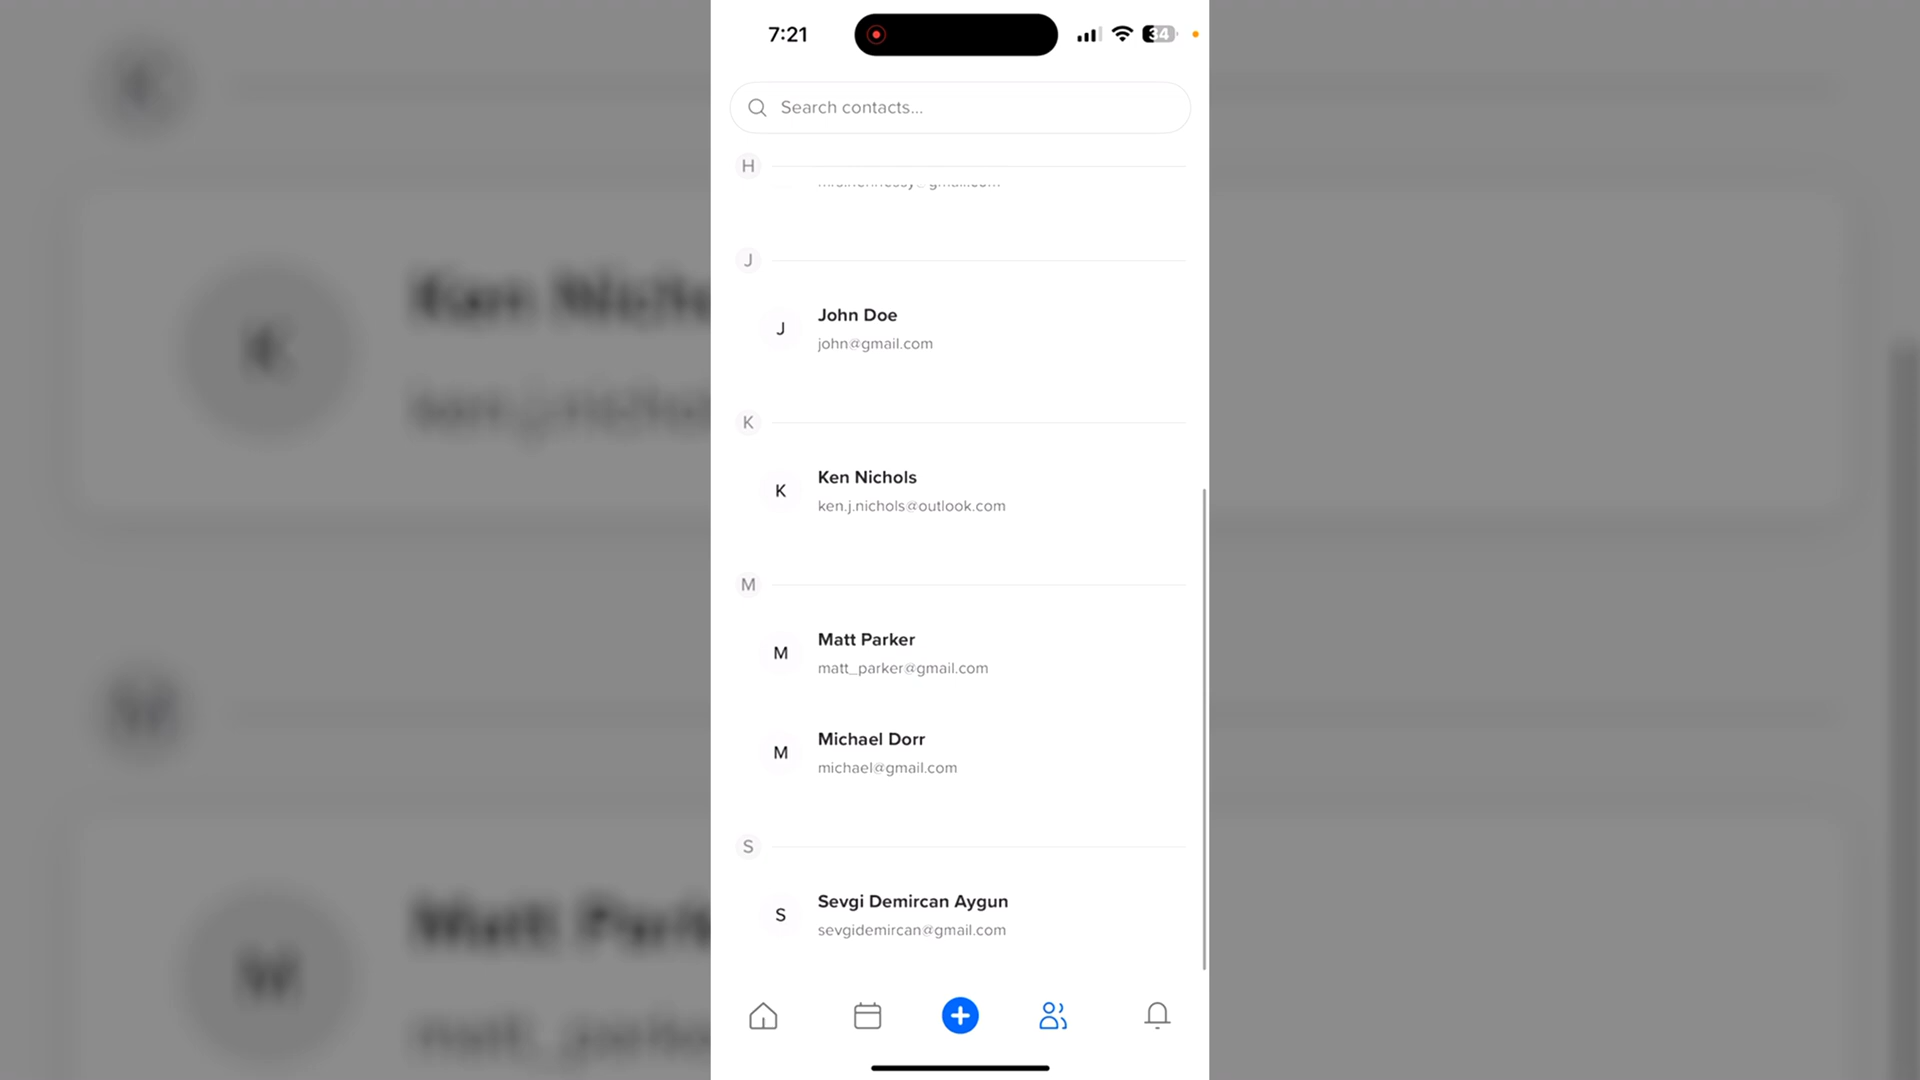 7:21
34
Search contacts...
H
J
J
John Doe
john@gmail.com
K
K
Ken Nichols
ken.j.nichols@outlook.com
M
M
Matt Parker
matt_parker@gmail.com
M
Michael Dorr
michael@gmail.com
S
S
Sevgi Demircan Aygun
sevgidemircan@gmail.com